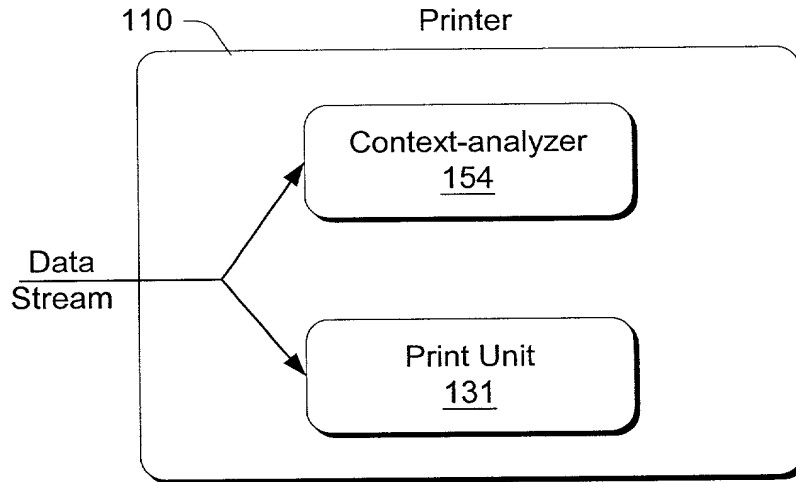 110
Printer
Context-analyzer
154
Data
Stream
Print Unit
131